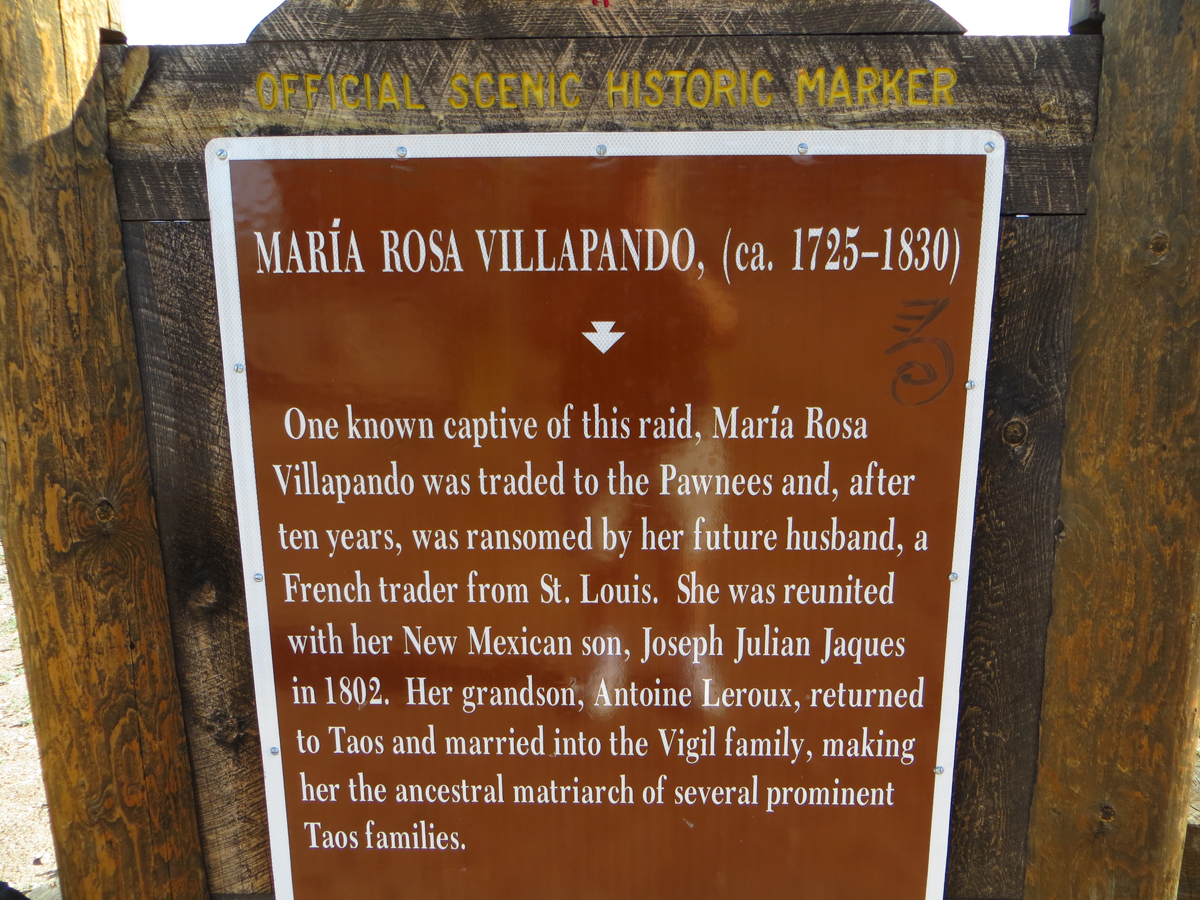 OFFICIAL SCENIC HISTORIC MARKER
MARÍA ROSA VILLAPANDO, (ca. 1725–1830)
One known captive of this raid, María Rosa
Villapando was traded to the Pawnees and, after
ten years, was ransomed by her future husband, a
French trader from St. Louis.  She was reunited
with her New Mexican son, Joseph Julian Jaques
in 1802.  Her grandson, Antoine Leroux, returned
to Taos and married into the Vigil family, making
her the ancestral matriarch of several prominent
Taos families.